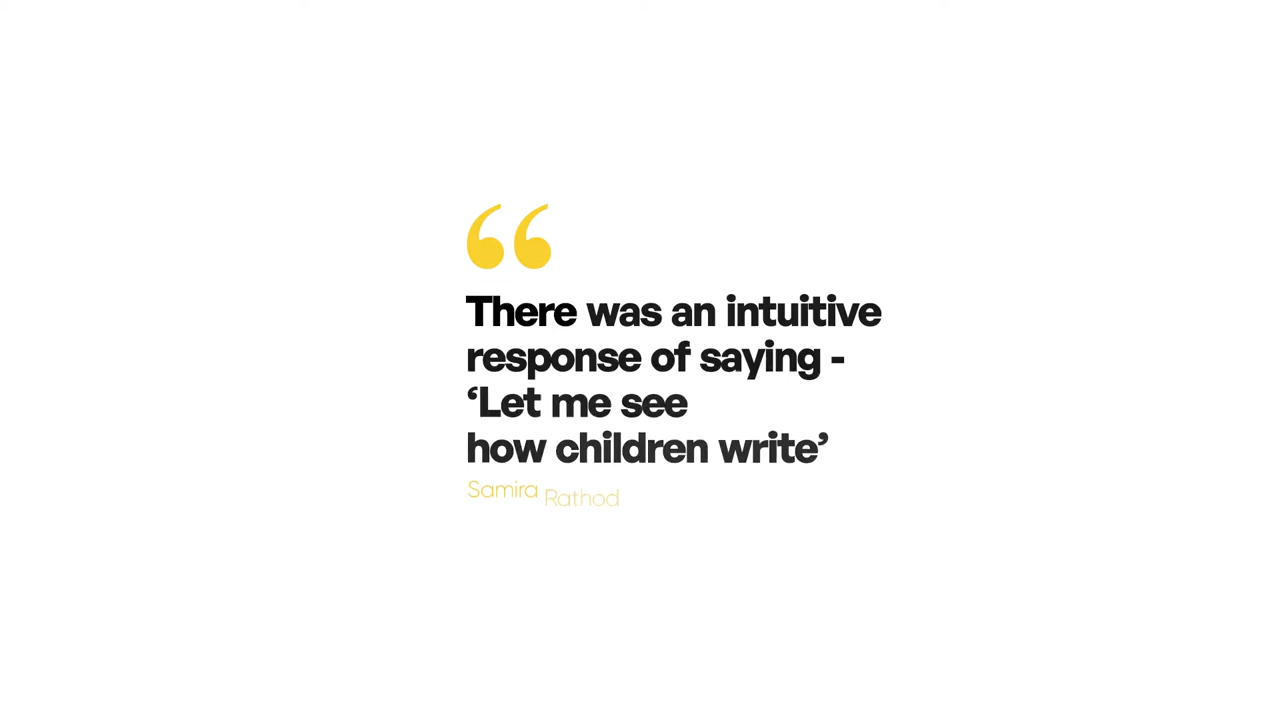 “
There was an intuitive
response of saying -
‘Let me see
how children write’
Samira Rathod